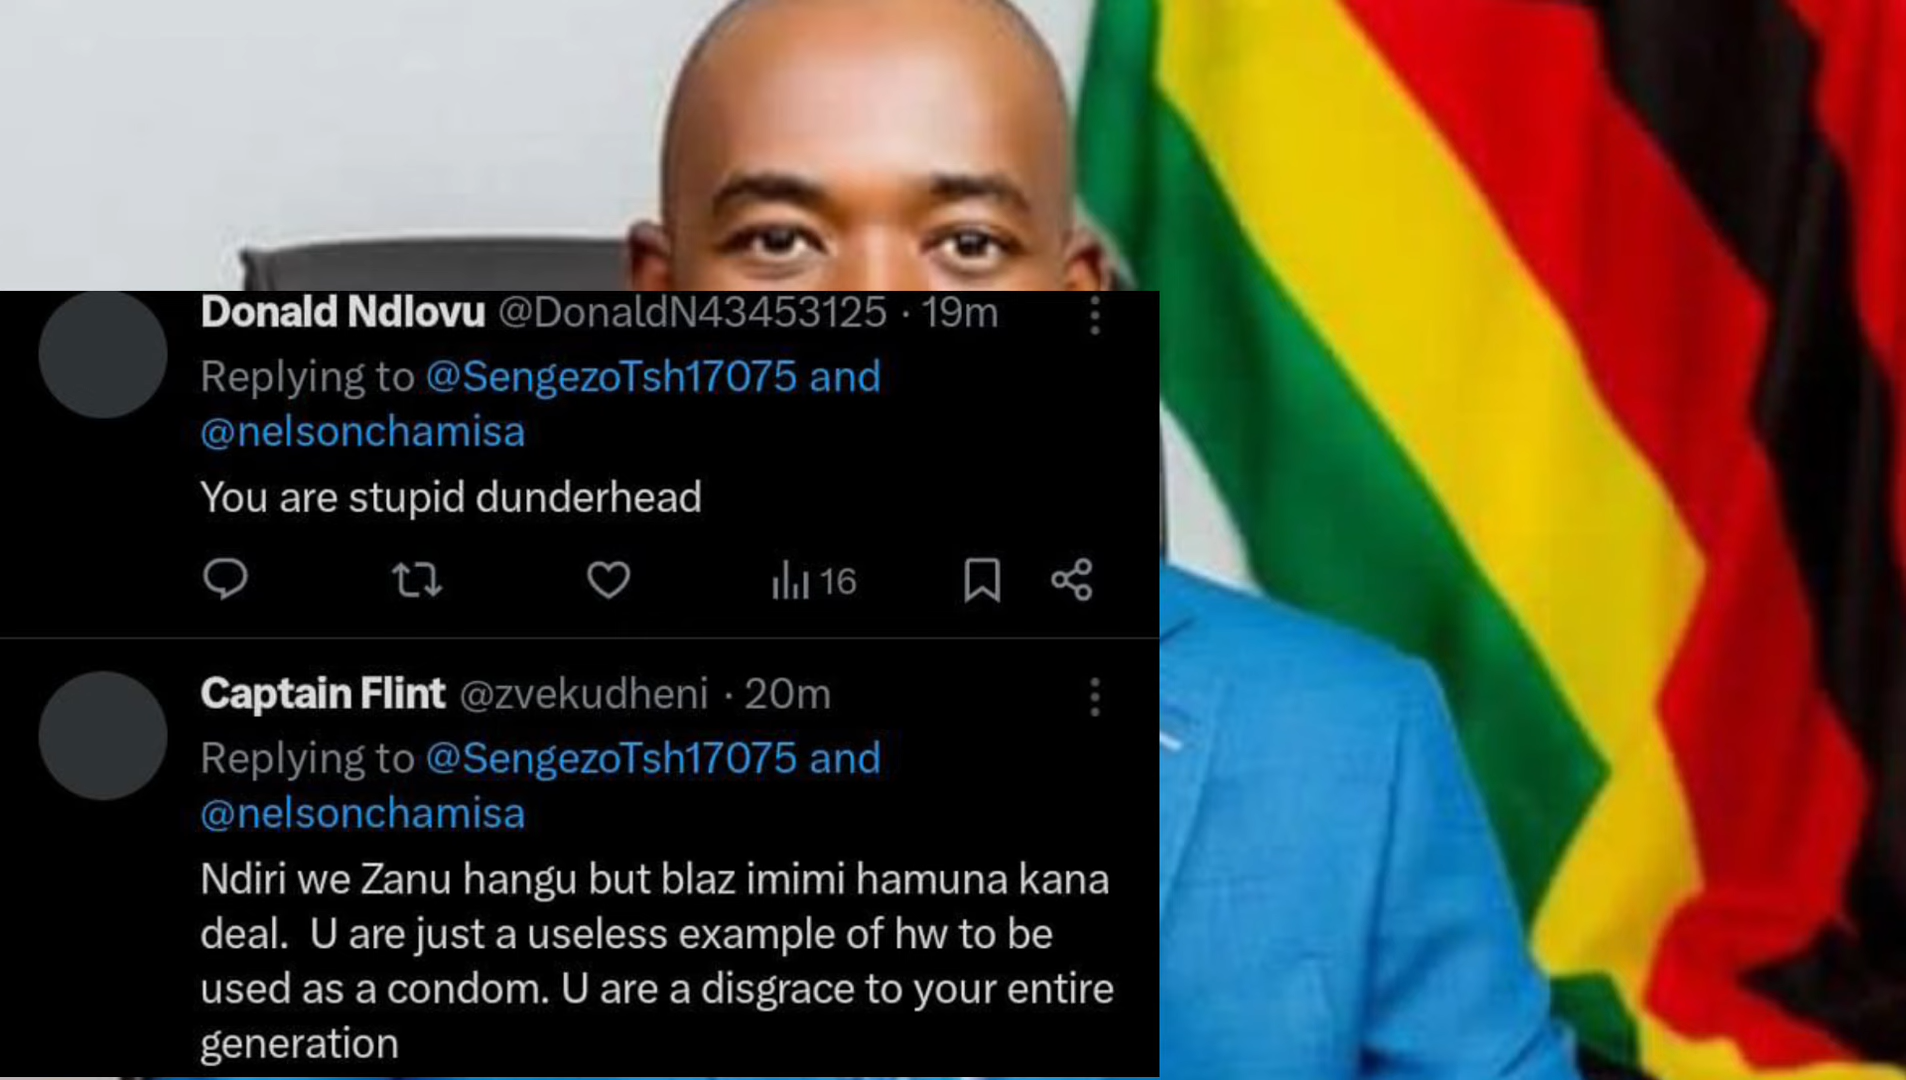 Donald Ndlovu @DonaldN43453125 · 19m
Replying to @SengezoTsh17075 and
@nelsonchamisa
You are stupid dunderhead
16
Captain Flint @zvekudheni · 20m
Replying to @SengezoTsh17075 and
@nelsonchamisa
Ndiri we Zanu hangu but blaz imimi hamuna kana
deal.  U are just a useless example of hw to be
used as a condom. U are a disgrace to your entire
generation